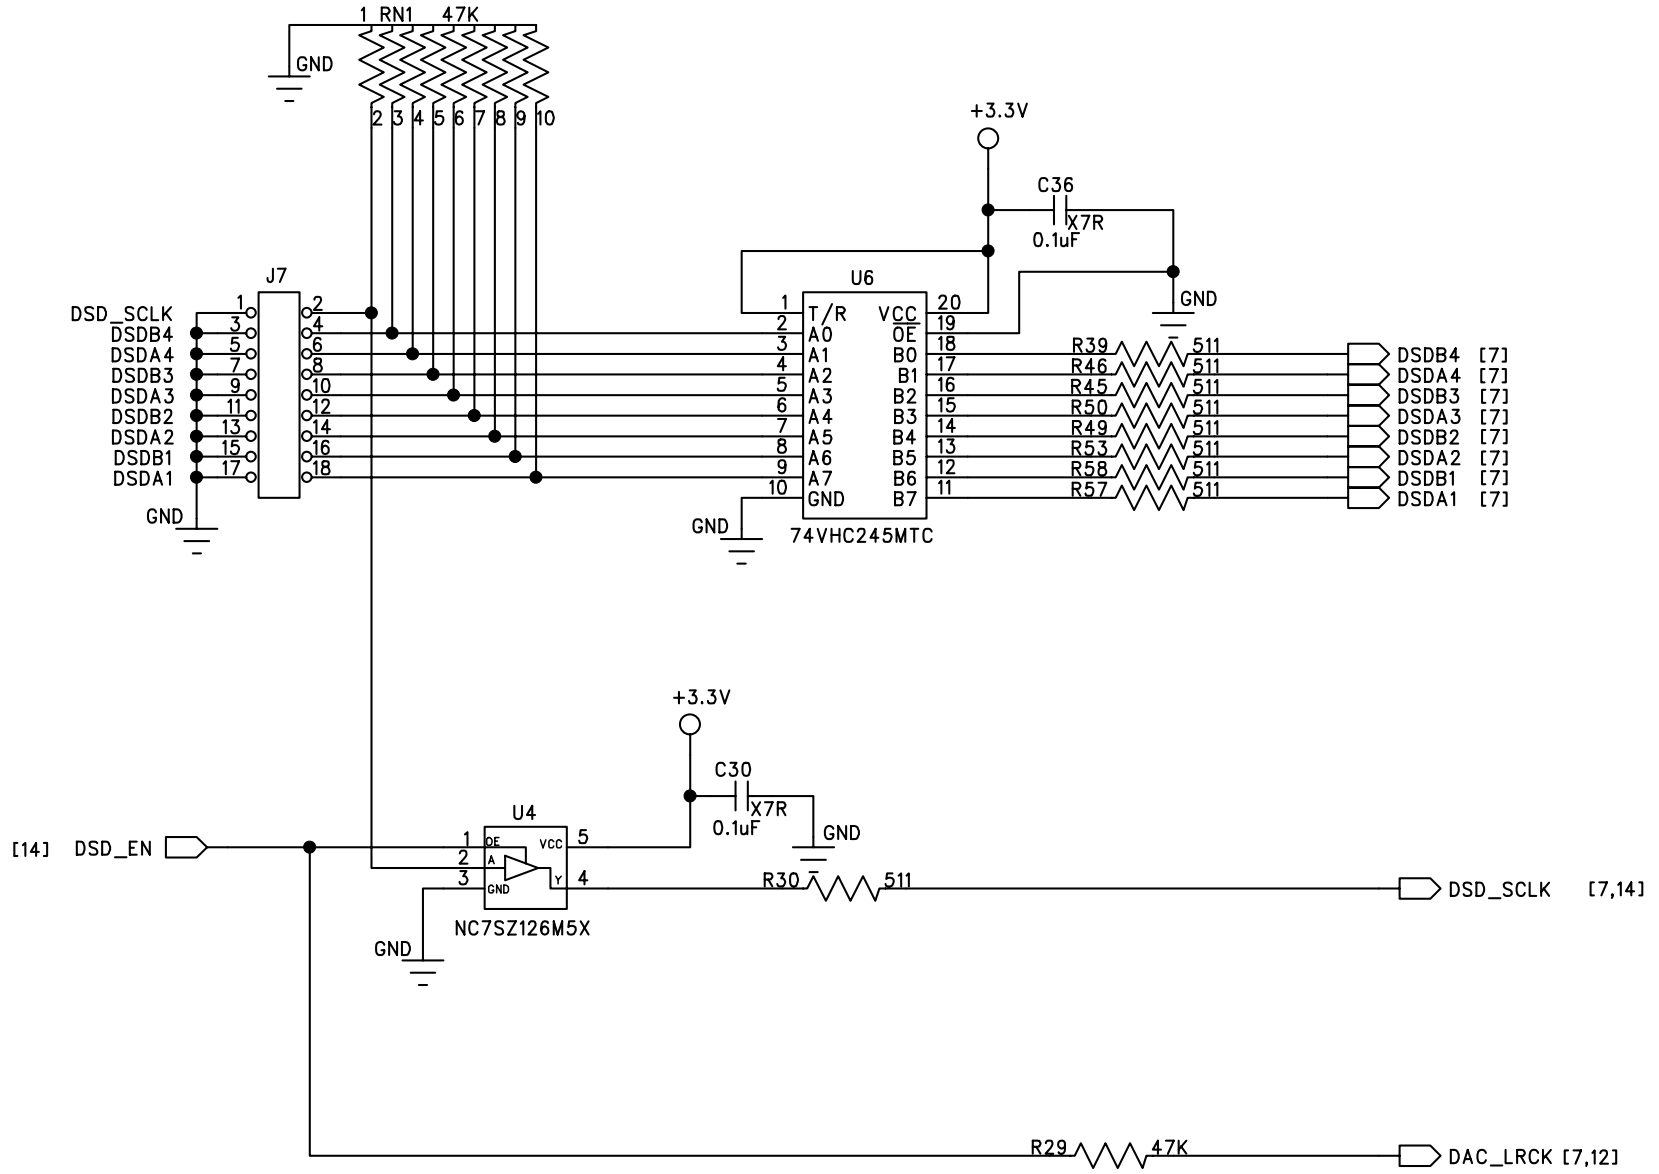 1 RN1 47K
GND
2 3 4 5 6 7 8 9 10
+3.3V
C36
X7R
0.1uF
GND
J7
DSD_SCLK 1 2
DSDB4 3 4
DSDA4 5 6
DSDB3 7 8
DSDA3 9 10
DSDB2 11 12
DSDA2 13 14
DSDB1 15 16
DSDA1 17 18
GND
U6
1 T/R VCC 20
2 A0 OE 19
3 A1 B0 18
4 A2 B1 17
5 A3 B2 16
6 A4 B3 15
7 A5 B4 14
8 A6 B5 13
9 A7 B6 12
10 GND B7 11
GND
74VHC245MTC
R39 511 DSDB4 [7]
R46 511 DSDA4 [7]
R45 511 DSDB3 [7]
R50 511 DSDA3 [7]
R49 511 DSDB2 [7]
R53 511 DSDA2 [7]
R58 511 DSDB1 [7]
R57 511 DSDA1 [7]
+3.3V
C30
X7R
0.1uF
GND
U4
[14] DSD_EN 1 OE VCC 5
2 A
3 GND Y 4
NC7SZ126M5X
GND
R30 511 DSD_SCLK [7,14]
R29 47K DAC_LRCK [7,12]